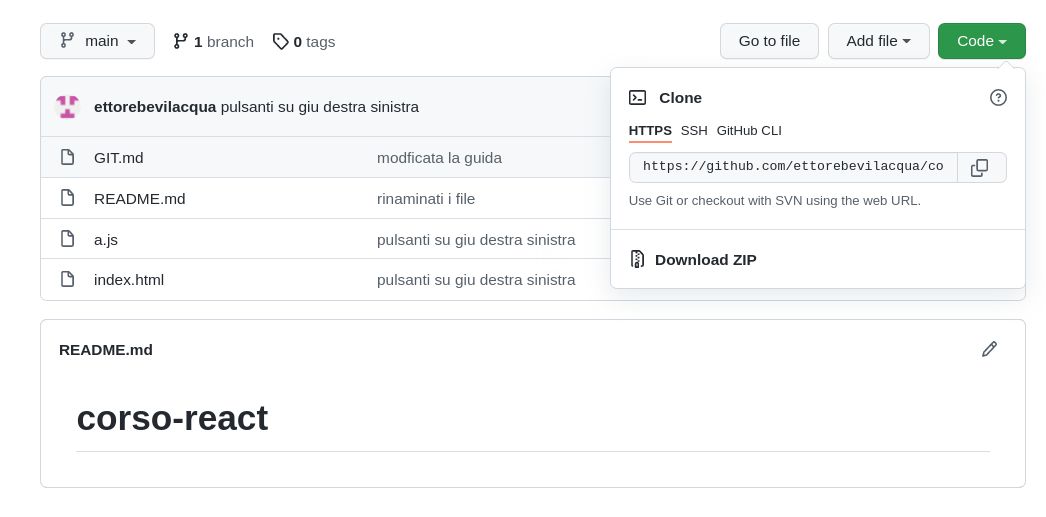 main 1 branch 0 tags Go to file Add file Code
ettorebevilacqua pulsanti su giu destra sinistra
Clone
HTTPS SSH GitHub CLI
GIT.md modficata la guida
https://github.com/ettorebevilacqua/co
README.md rinaminati i file
Use Git or checkout with SVN using the web URL.
a.js pulsanti su giu destra sinistra
Download ZIP
index.html pulsanti su giu destra sinistra
README.md
corso-react